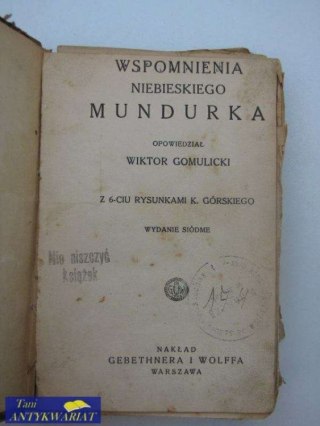 WSPOMNIENIA
NIEBIESKIEGO
MUNDURKA
OPOWIEDZIAŁ
WIKTOR GOMULICKI
Z 6-CIU RYSUNKAMI K. GÓRSKIEGO
WYDANIE SIÓDME
Nie niszczyć
książek
NAKŁAD
GEBETHNERA I WOLFFA
WARSZAWA
Tani
ANTYKWARIAT